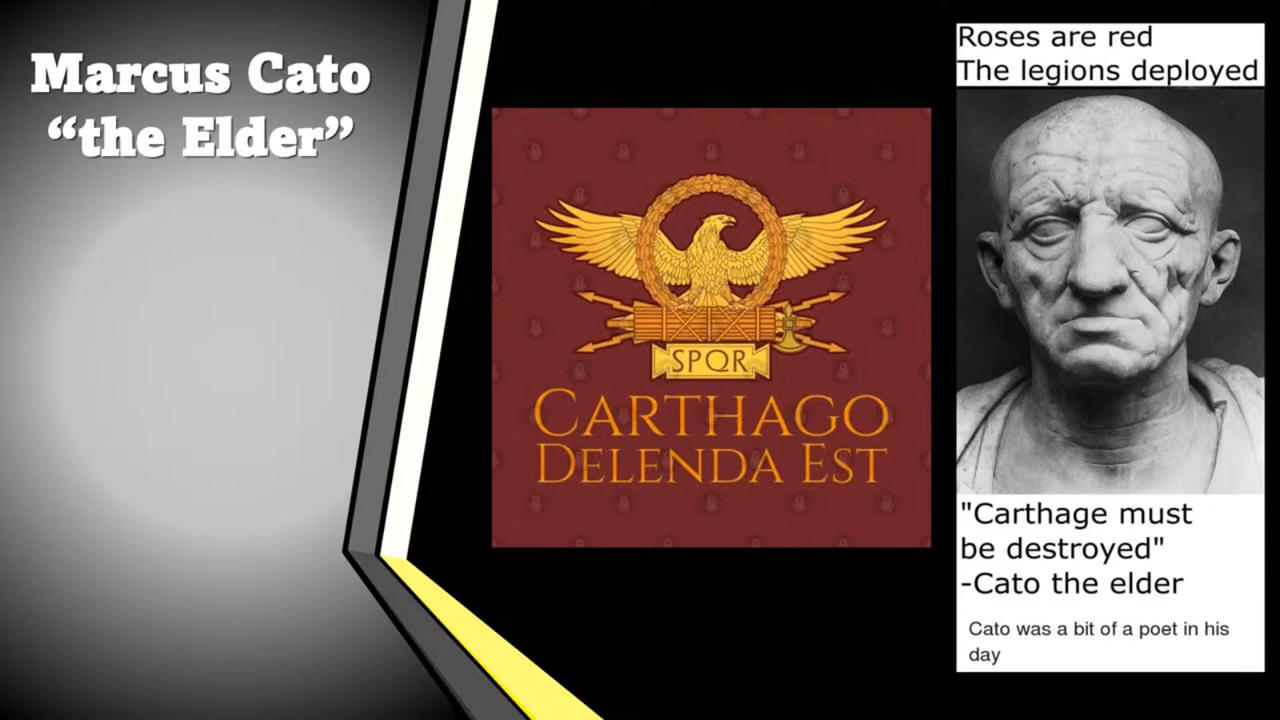 Marcus Cato
“the Elder”
SPQR
CARTHAGO
DELENDA EST
Roses are red
The legions deployed
"Carthage must
be destroyed"
-Cato the elder
Cato was a bit of a poet in his
day